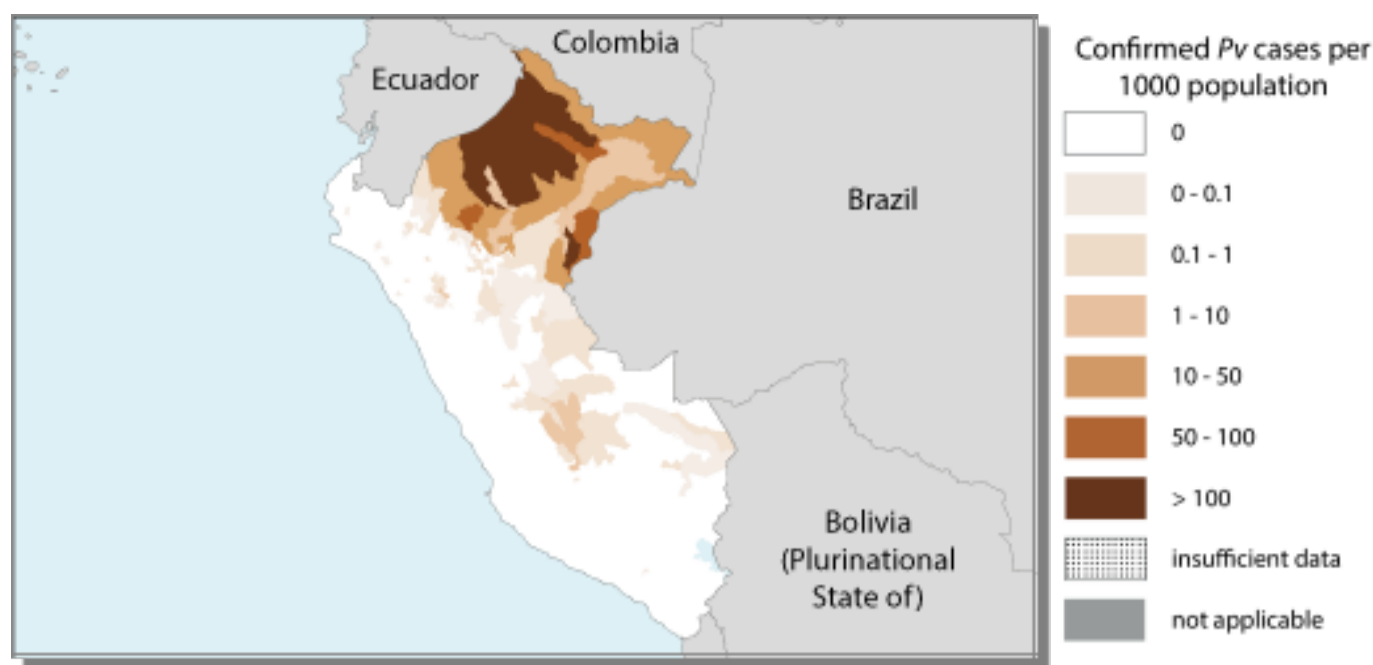 Colombia
Ecuador
Brazil
Bolivia
(Plurinational
State of)
Confirmed Pv cases per
1000 population
0
0 - 0.1
0.1 - 1
1 - 10
10 - 50
50 - 100
> 100
insufficient data
not applicable